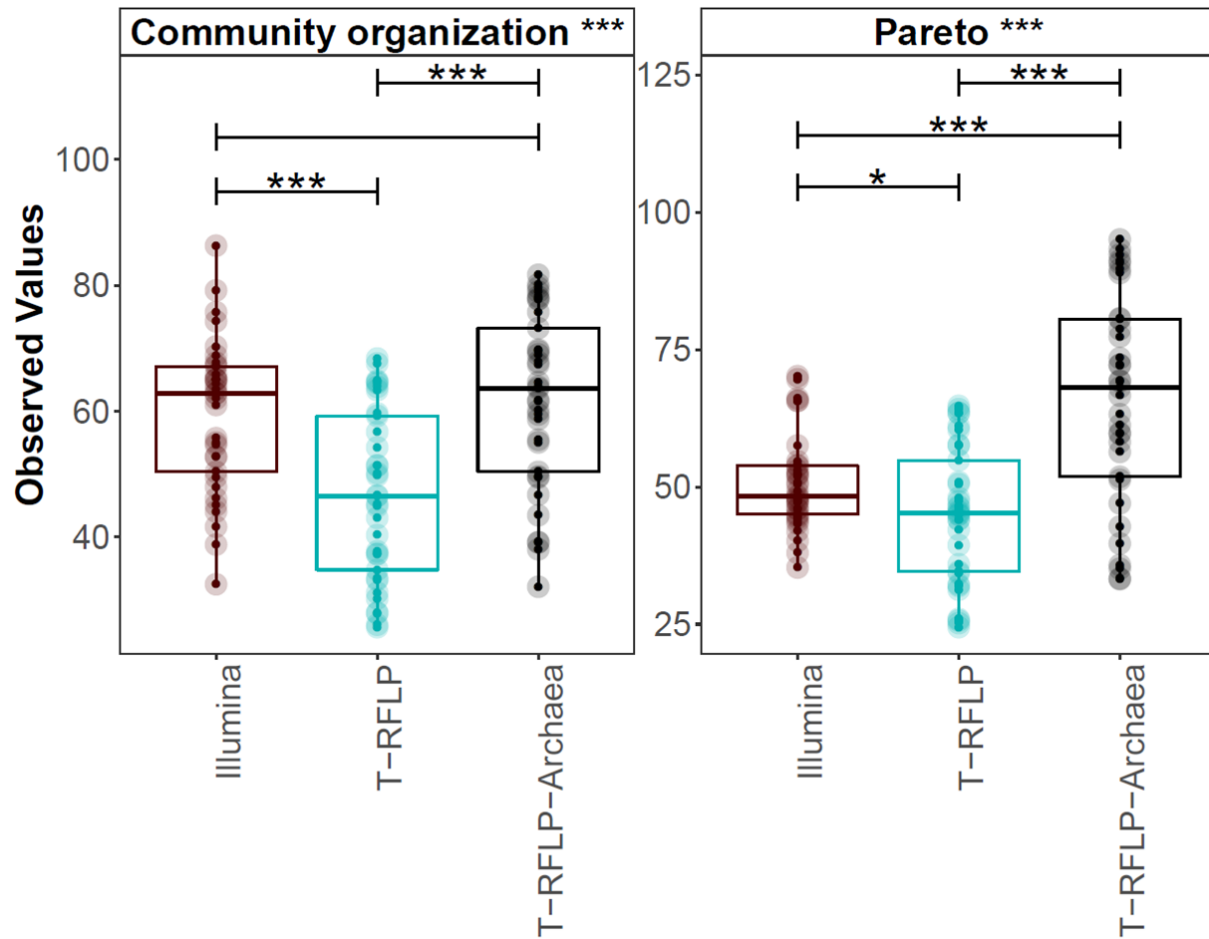 Community organization ***
Pareto ***
Observed Values
100
80
60
40
***
***
125
100
75
50
25
***
***
*
Illumina
T−RFLP
T−RFLP−Archaea
Illumina
T−RFLP
T−RFLP−Archaea